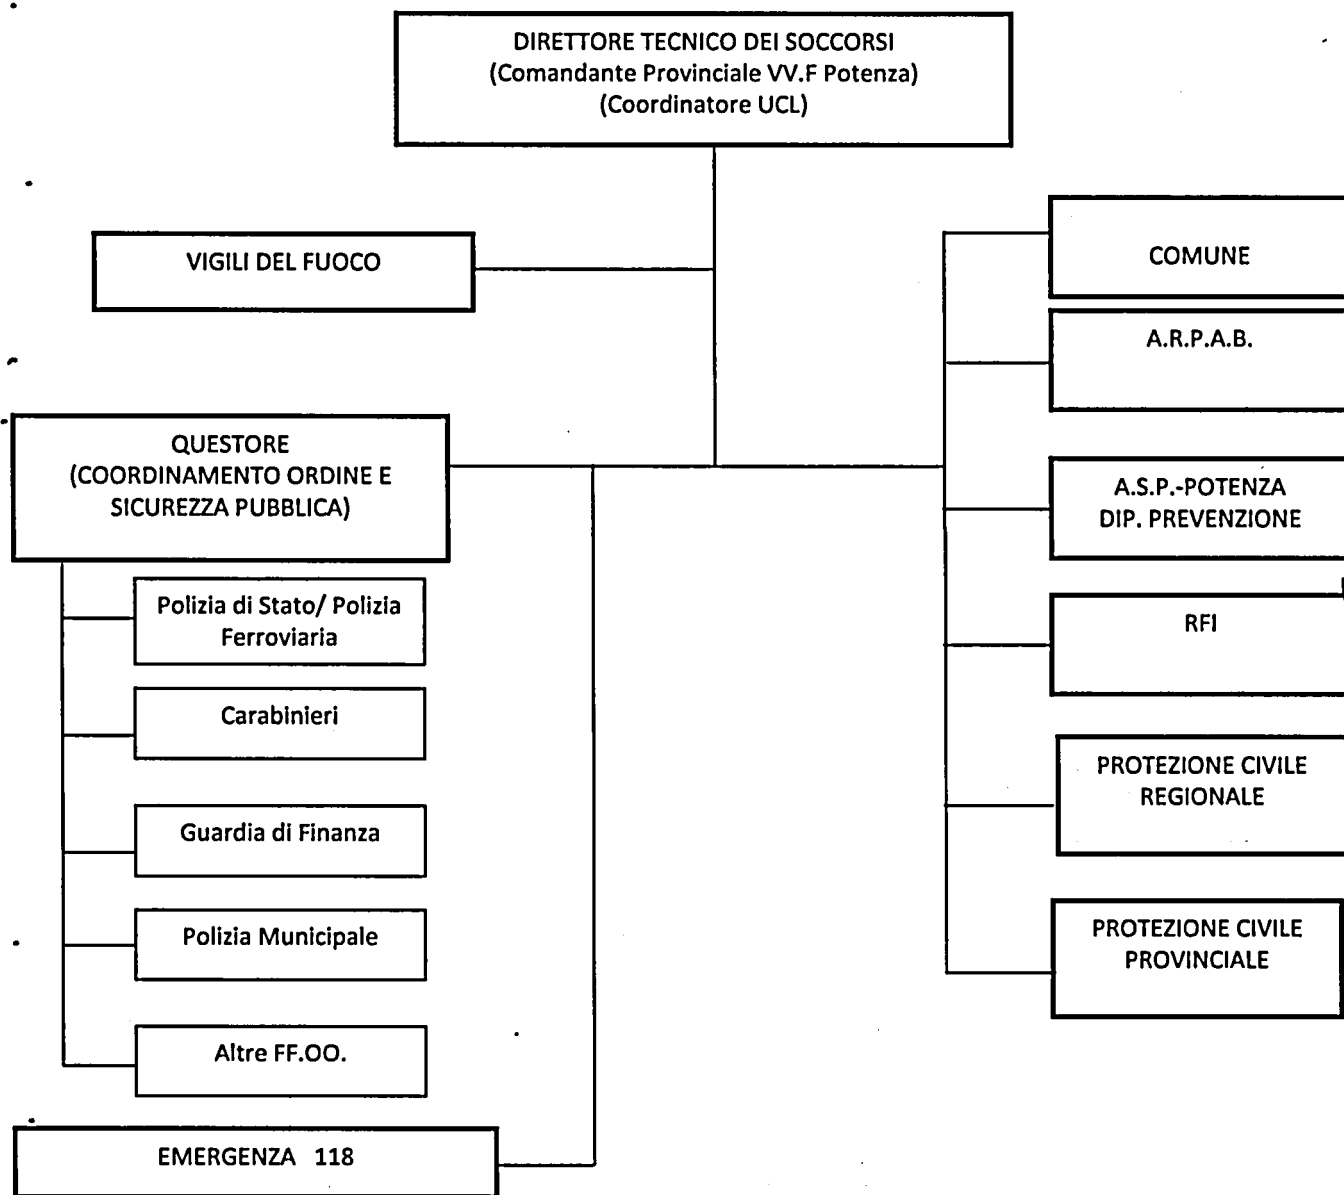 DIRETTORE TECNICO DEI SOCCORSI
(Comandante Provinciale VV.F Potenza)
(Coordinatore UCL)
VIGILI DEL FUOCO
COMUNE
A.R.P.A.B.
QUESTORE
(COORDINAMENTO ORDINE E
SICUREZZA PUBBLICA)
A.S.P.-POTENZA
DIP. PREVENZIONE
Polizia di Stato/ Polizia
Ferroviaria
RFI
Carabinieri
PROTEZIONE CIVILE
REGIONALE
Guardia di Finanza
Polizia Municipale
PROTEZIONE CIVILE
PROVINCIALE
Altre FF.OO.
EMERGENZA 118